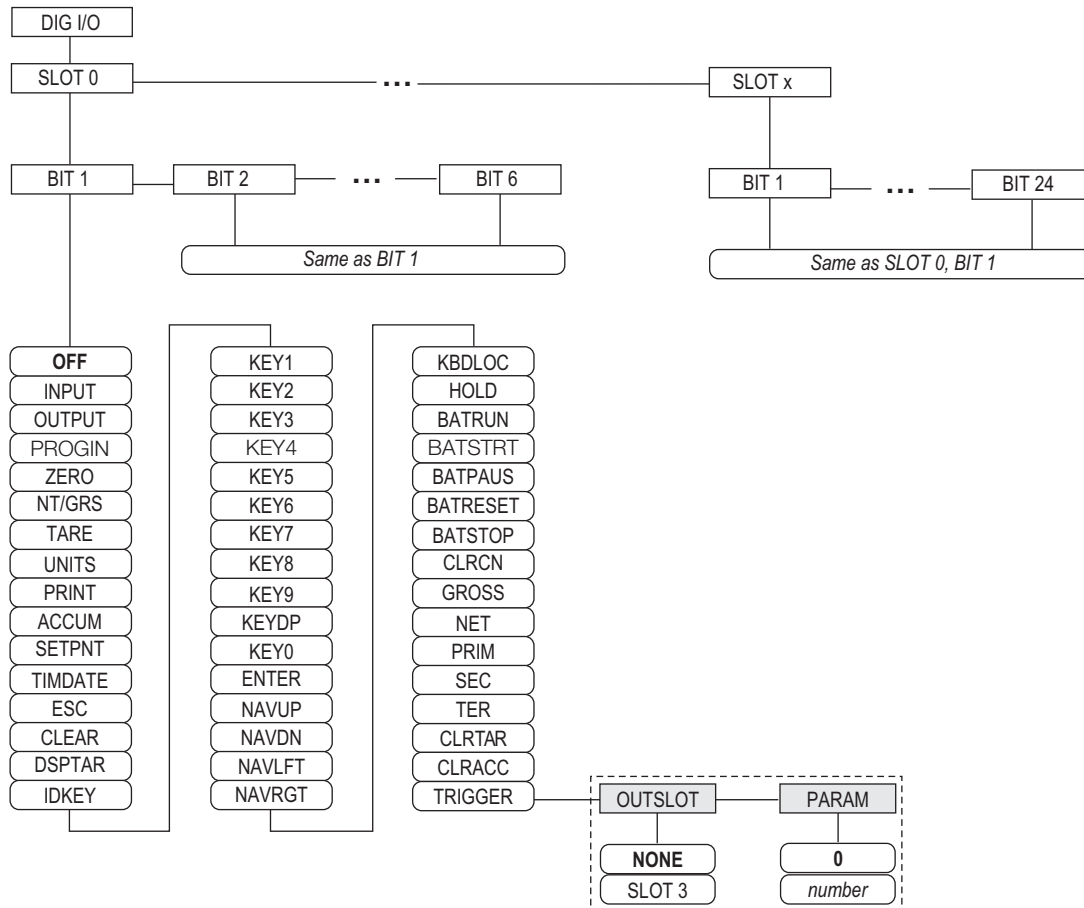 DIG I/O
SLOT 0
...
SLOT x
BIT 1
BIT 2
...
BIT 6
BIT 1
...
BIT 24
Same as BIT 1
Same as SLOT 0, BIT 1
OFF
INPUT
OUTPUT
PROGIN
ZERO
NT/GRS
TARE
UNITS
PRINT
ACCUM
SETPNT
TIMDATE
ESC
CLEAR
DSPTAR
IDKEY
KEY1
KEY2
KEY3
KEY4
KEY5
KEY6
KEY7
KEY8
KEY9
KEYDP
KEY0
ENTER
NAVUP
NAVDN
NAVLFT
NAVRGT
KBDLOC
HOLD
BATRUN
BATSTRT
BATPAUS
BATRESET
BATSTOP
CLRCN
GROSS
NET
PRIM
SEC
TER
CLRTAR
CLRACC
TRIGGER
OUTSLOT
PARAM
NONE
0
SLOT 3
number